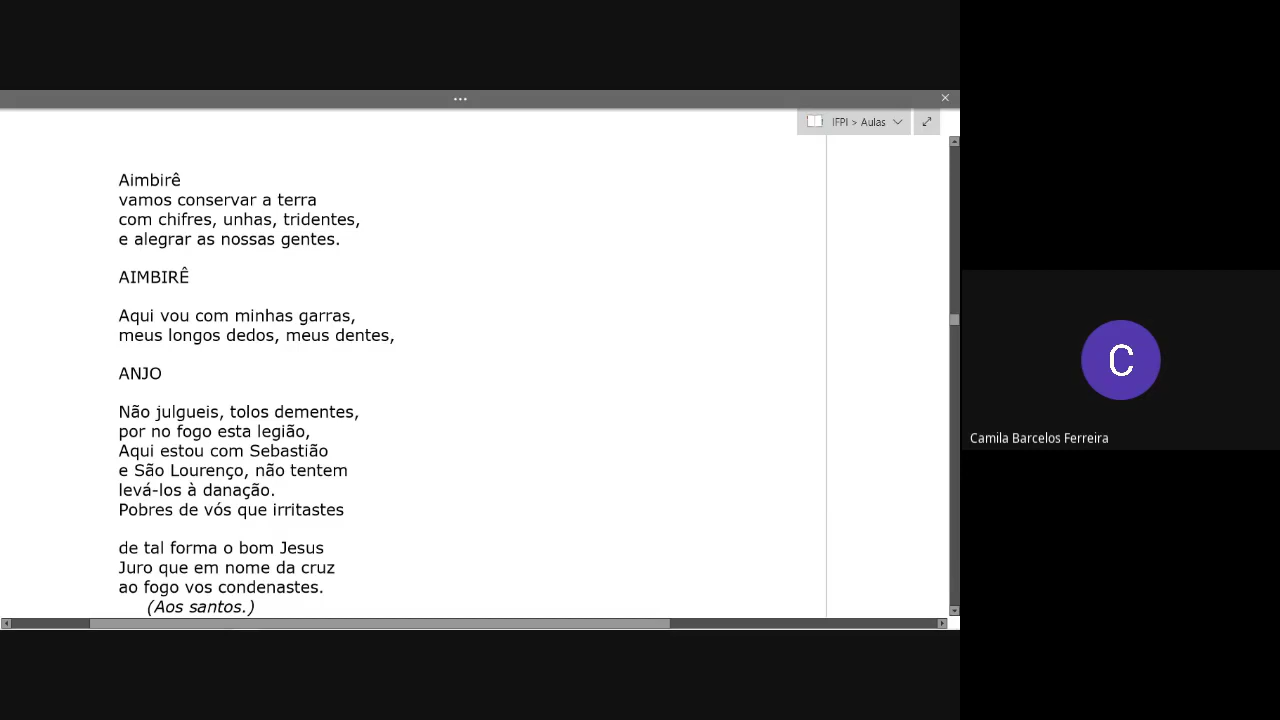 IFPI > Aulas
Aimbirê
vamos conservar a terra
com chifres, unhas, tridentes,
e alegrar as nossas gentes.
AIMBIRÊ
Aqui vou com minhas garras,
meus longos dedos, meus dentes,
ANJO
Não julgueis, tolos dementes,
por no fogo esta legião,
Aqui estou com Sebastião
e São Lourenço, não tentem
levá-los à danação.
Pobres de vós que irritastes
de tal forma o bom Jesus
Juro que em nome da cruz
ao fogo vos condenastes.
(Aos santos.)
C
Camila Barcelos Ferreira